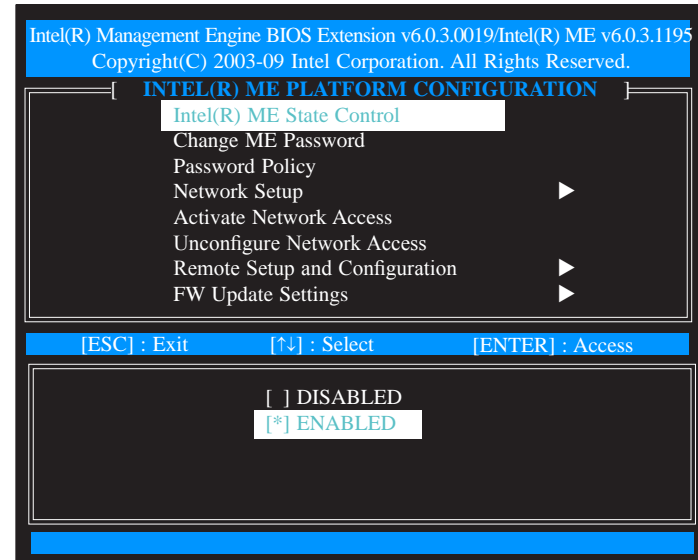 Intel(R) Management Engine BIOS Extension v6.0.3.0019/Intel(R) ME v6.0.3.1195
Copyright(C) 2003-09 Intel Corporation. All Rights Reserved.
[ INTEL(R) ME PLATFORM CONFIGURATION ]
Intel(R) ME State Control
Change ME Password
Password Policy
Network Setup ▶
Activate Network Access
Unconfigure Network Access
Remote Setup and Configuration ▶
FW Update Settings ▶
[ESC] : Exit [↑↓] : Select [ENTER] : Access
[ ] DISABLED
[*] ENABLED